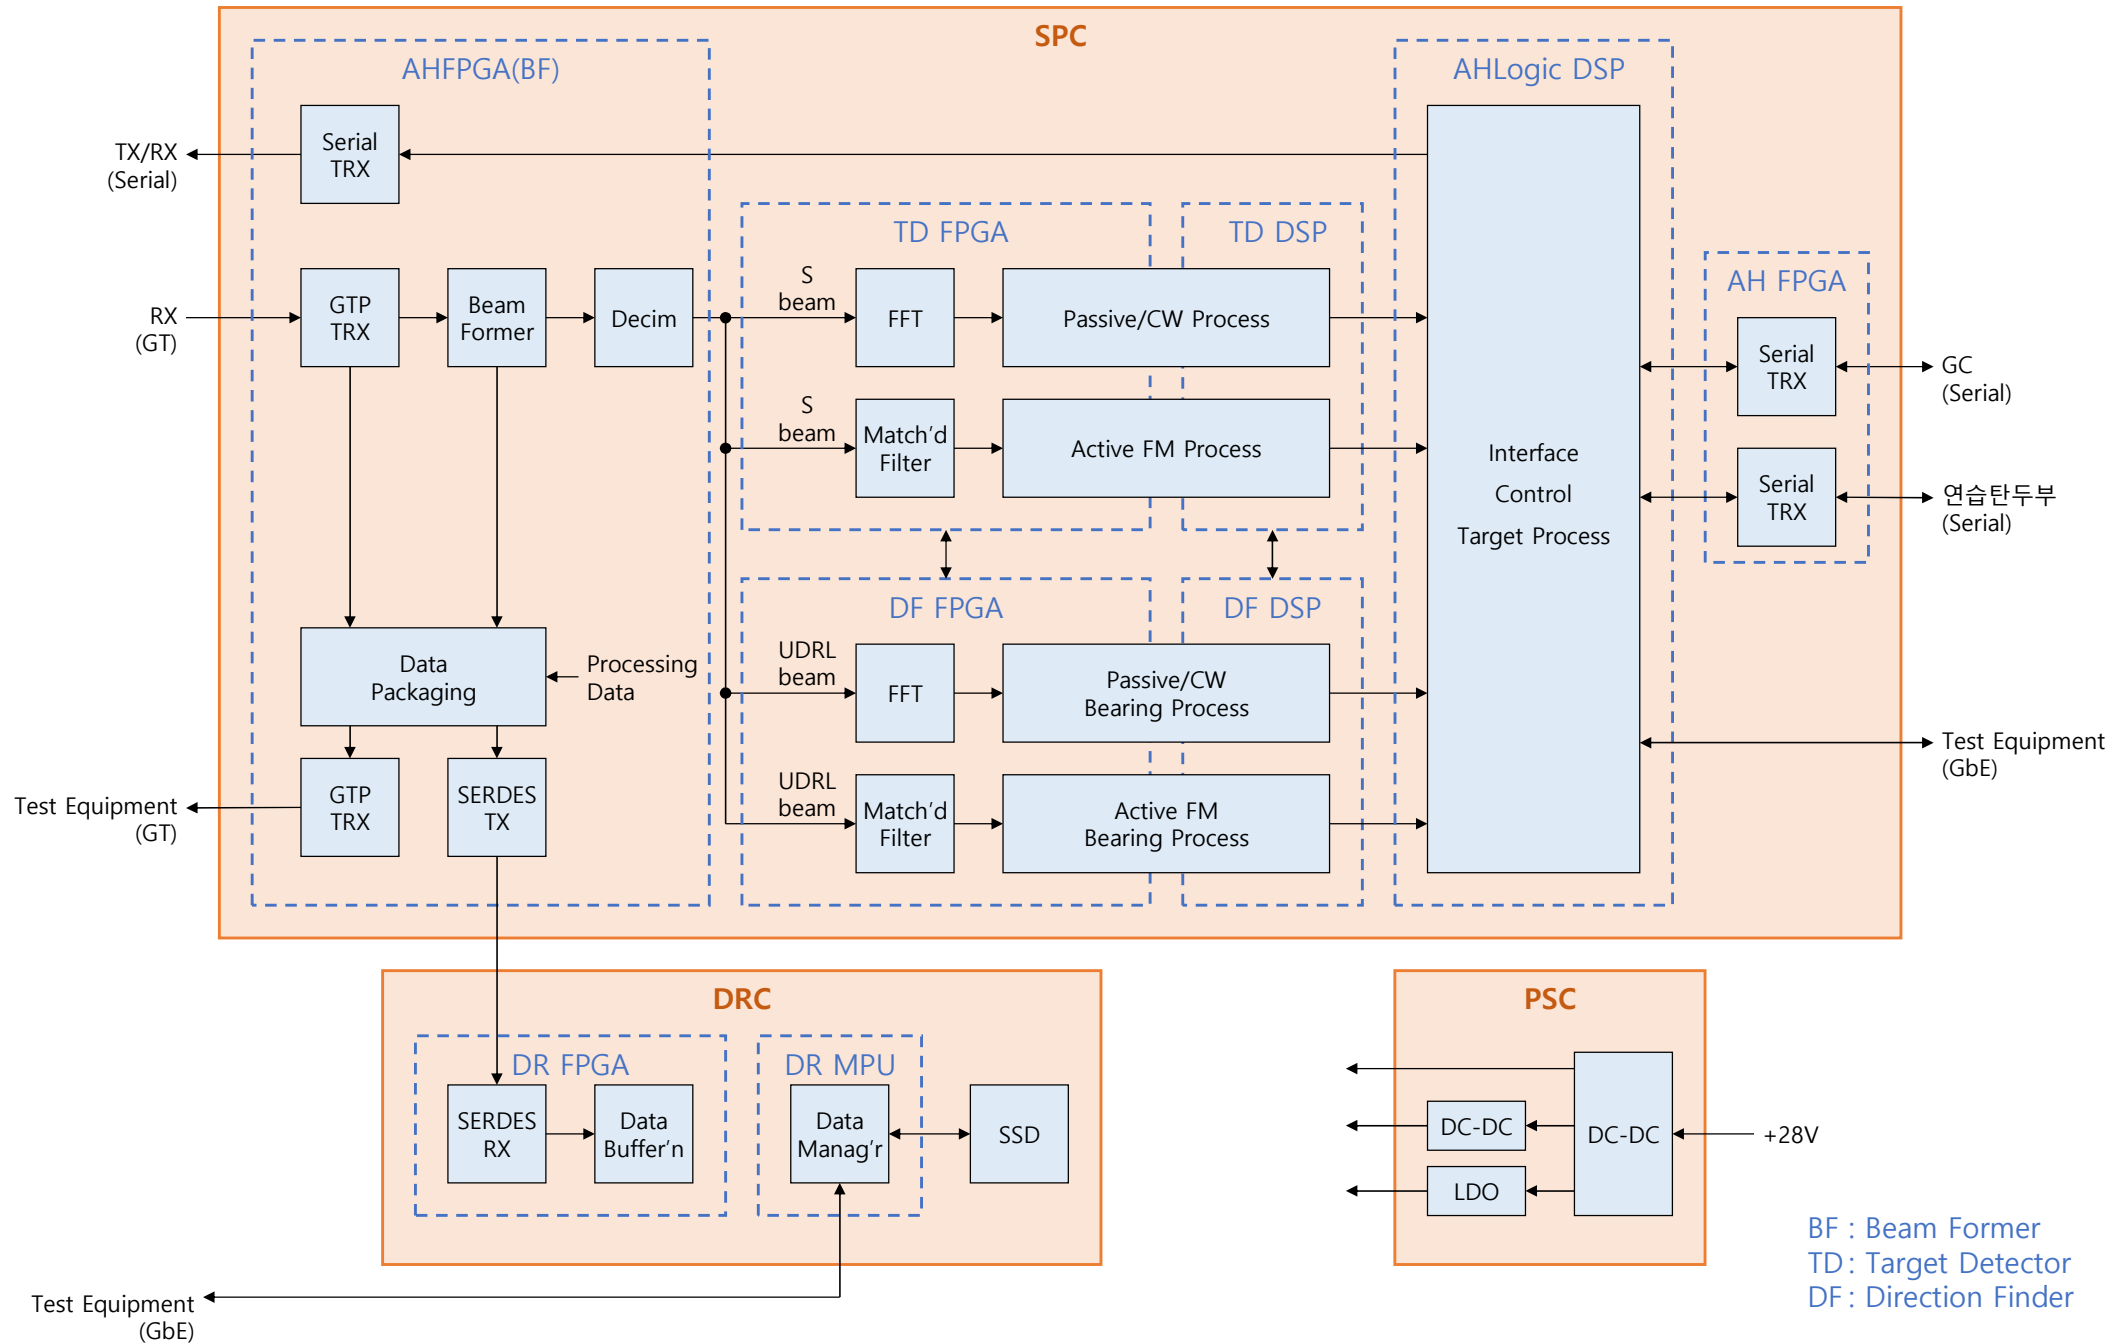 SPC
AHFPGA(BF)
AHLogic DSP
Serial
TRX
TX/RX
(Serial)
TD FPGA
TD DSP
AH FPGA
RX
(GT)
GTP
TRX
Beam
Former
Decim
S
beam
FFT
Passive/CW Process
S
beam
Match'd
Filter
Active FM Process
Interface
Control
Target Process
Serial
TRX
GC
(Serial)
Serial
TRX
연습탄두부
(Serial)
DF FPGA
DF DSP
Data
Packaging
Processing
Data
UDRL
beam
FFT
Passive/CW
Bearing Process
Test Equipment
(GbE)
Test Equipment
(GT)
GTP
TRX
SERDES
TX
UDRL
beam
Match'd
Filter
Active FM
Bearing Process
DRC
DR FPGA
DR MPU
SERDES
RX
Data
Buffer'n
Data
Manag'r
SSD
Test Equipment
(GbE)
PSC
DC-DC
LDO
DC-DC
+28V
BF : Beam Former
TD : Target Detector
DF : Direction Finder